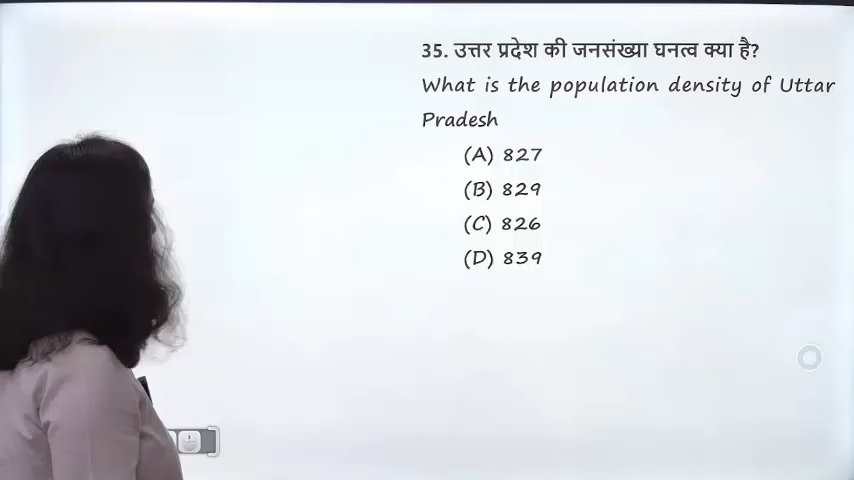 35. उत्तर प्रदेश की जनसंख्या घनत्व क्या है?
What is the population density of Uttar
Pradesh
(A) 827
(B) 829
(C) 826
(D) 839